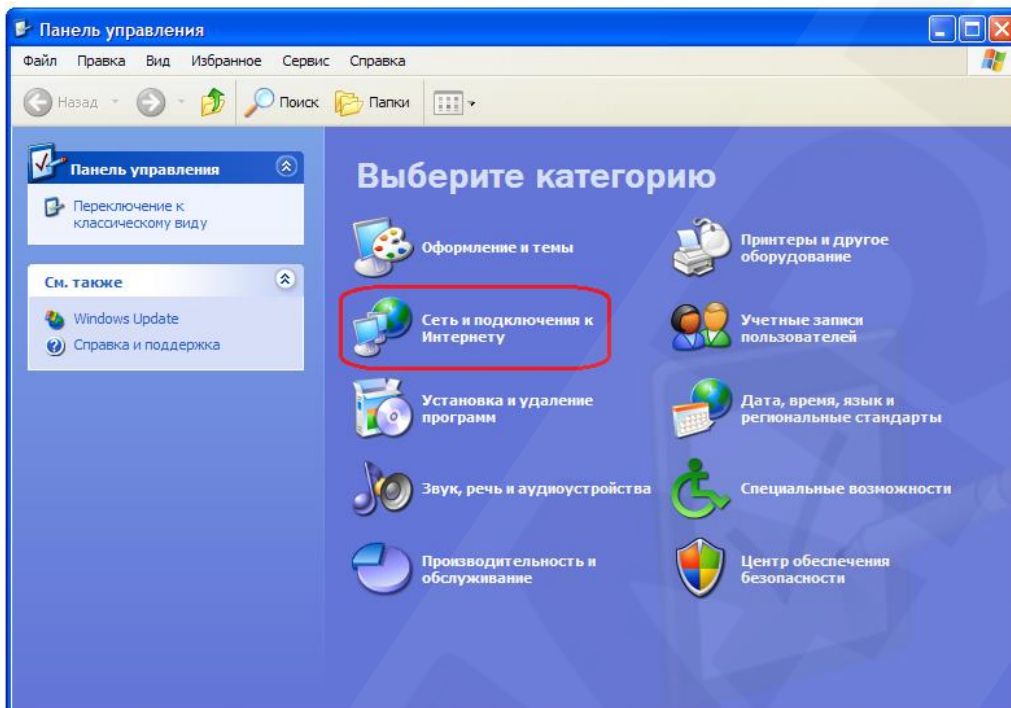 Панель управления
Файл Правка Вид Избранное Сервис Справка
Назад Поиск Папки
Панель управления
Переключение к
классическому виду
См. также
Windows Update
Справка и поддержка
Выберите категорию
Оформление и темы
Принтеры и другое
оборудование
Сеть и подключения к
Интернету
Учетные записи
пользователей
Установка и удаление
программ
Дата, время, язык и
региональные стандарты
Звук, речь и аудиоустройства
Специальные возможности
Производительность и
обслуживание
Центр обеспечения
безопасности